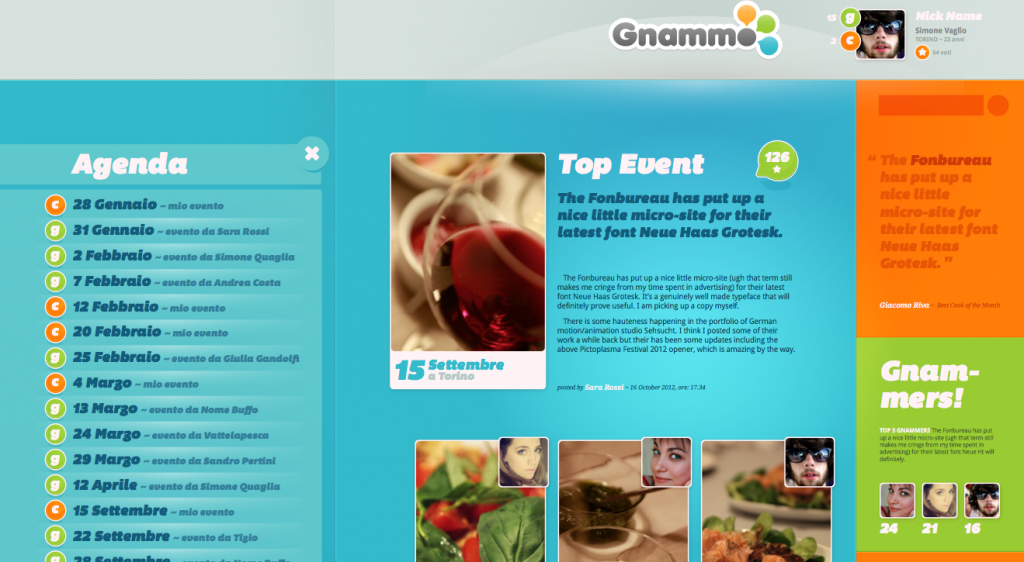 Gnammo
15 g
2 c
Nick Name
Simone Vaglio
TORINO ~ 23 anni
54 voti
Agenda
c 28 Gennaio ~ mio evento
g 31 Gennaio ~ evento da Sara Rossi
g 2 Febbraio ~ evento da Simone Quaglia
g 7 Febbraio ~ evento da Andrea Costa
c 12 Febbraio ~ mio evento
c 20 Febbraio ~ mio evento
g 25 Febbraio ~ evento da Giulia Gandolfi
c 4 Marzo ~ mio evento
g 13 Marzo ~ evento da Nome Buffo
g 24 Marzo ~ evento da Vattelapesca
g 29 Marzo ~ evento da Sandro Pertini
g 12 Aprile ~ evento da Simone Quaglia
c 15 Settembre ~ mio evento
g 22 Settembre ~ evento da Tigio
g 28 Settembre
15 Settembre
a Torino
Top Event
126
The Fonbureau has put up a
nice little micro-site for their
latest font Neue Haas Grotesk.
The Fonbureau has put up a nice little micro-site (ugh that term still
makes me cringe from my time spent in advertising) for their latest
font Neue Haas Grotesk. It's a genuinely well made typeface that will
definitely prove useful. I am picking up a copy myself.
There is some hauteness happening in the portfolio of German
motion/animation studio Sehsucht. I think I posted some of their
work a while back but their has been some updates including the
above Pictoplasma Festival 2012 opener, which is amazing by the way.
posted by Sara Rossi ~ 16 October 2012, ore: 17.34
“ The Fonbureau
has put up a
nice little
micro-site for
their latest font
Neue Haas
Grotesk. ”
Giacomo Riva ~ Best Cook of the Month
Gnam-
mers!
TOP 3 GNAMMERS The Fonbureau has put
up a nice little micro-site (ugh that term still
makes me cringe from my time spent in
advertising) for their latest font Neue Ht will
definitely.
24 21 16